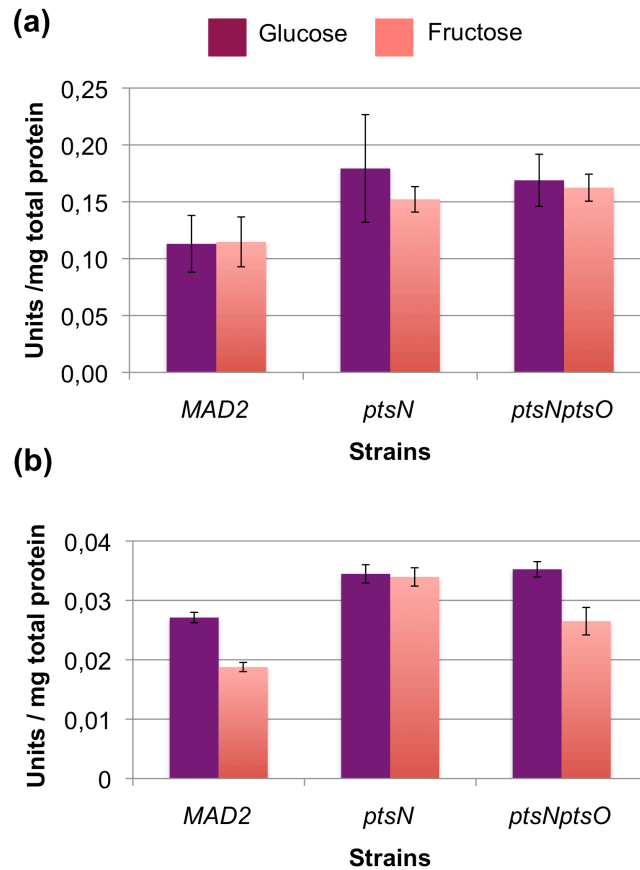 (a)
Glucose Fructose
0,25
0,20
0,15
0,10
0,05
0,00
Units /mg total protein
MAD2 ptsN ptsNptsO
Strains
(b)
0,04
0,03
0,02
0,01
0
Units / mg total protein
MAD2 ptsN ptsNptsO
Strains